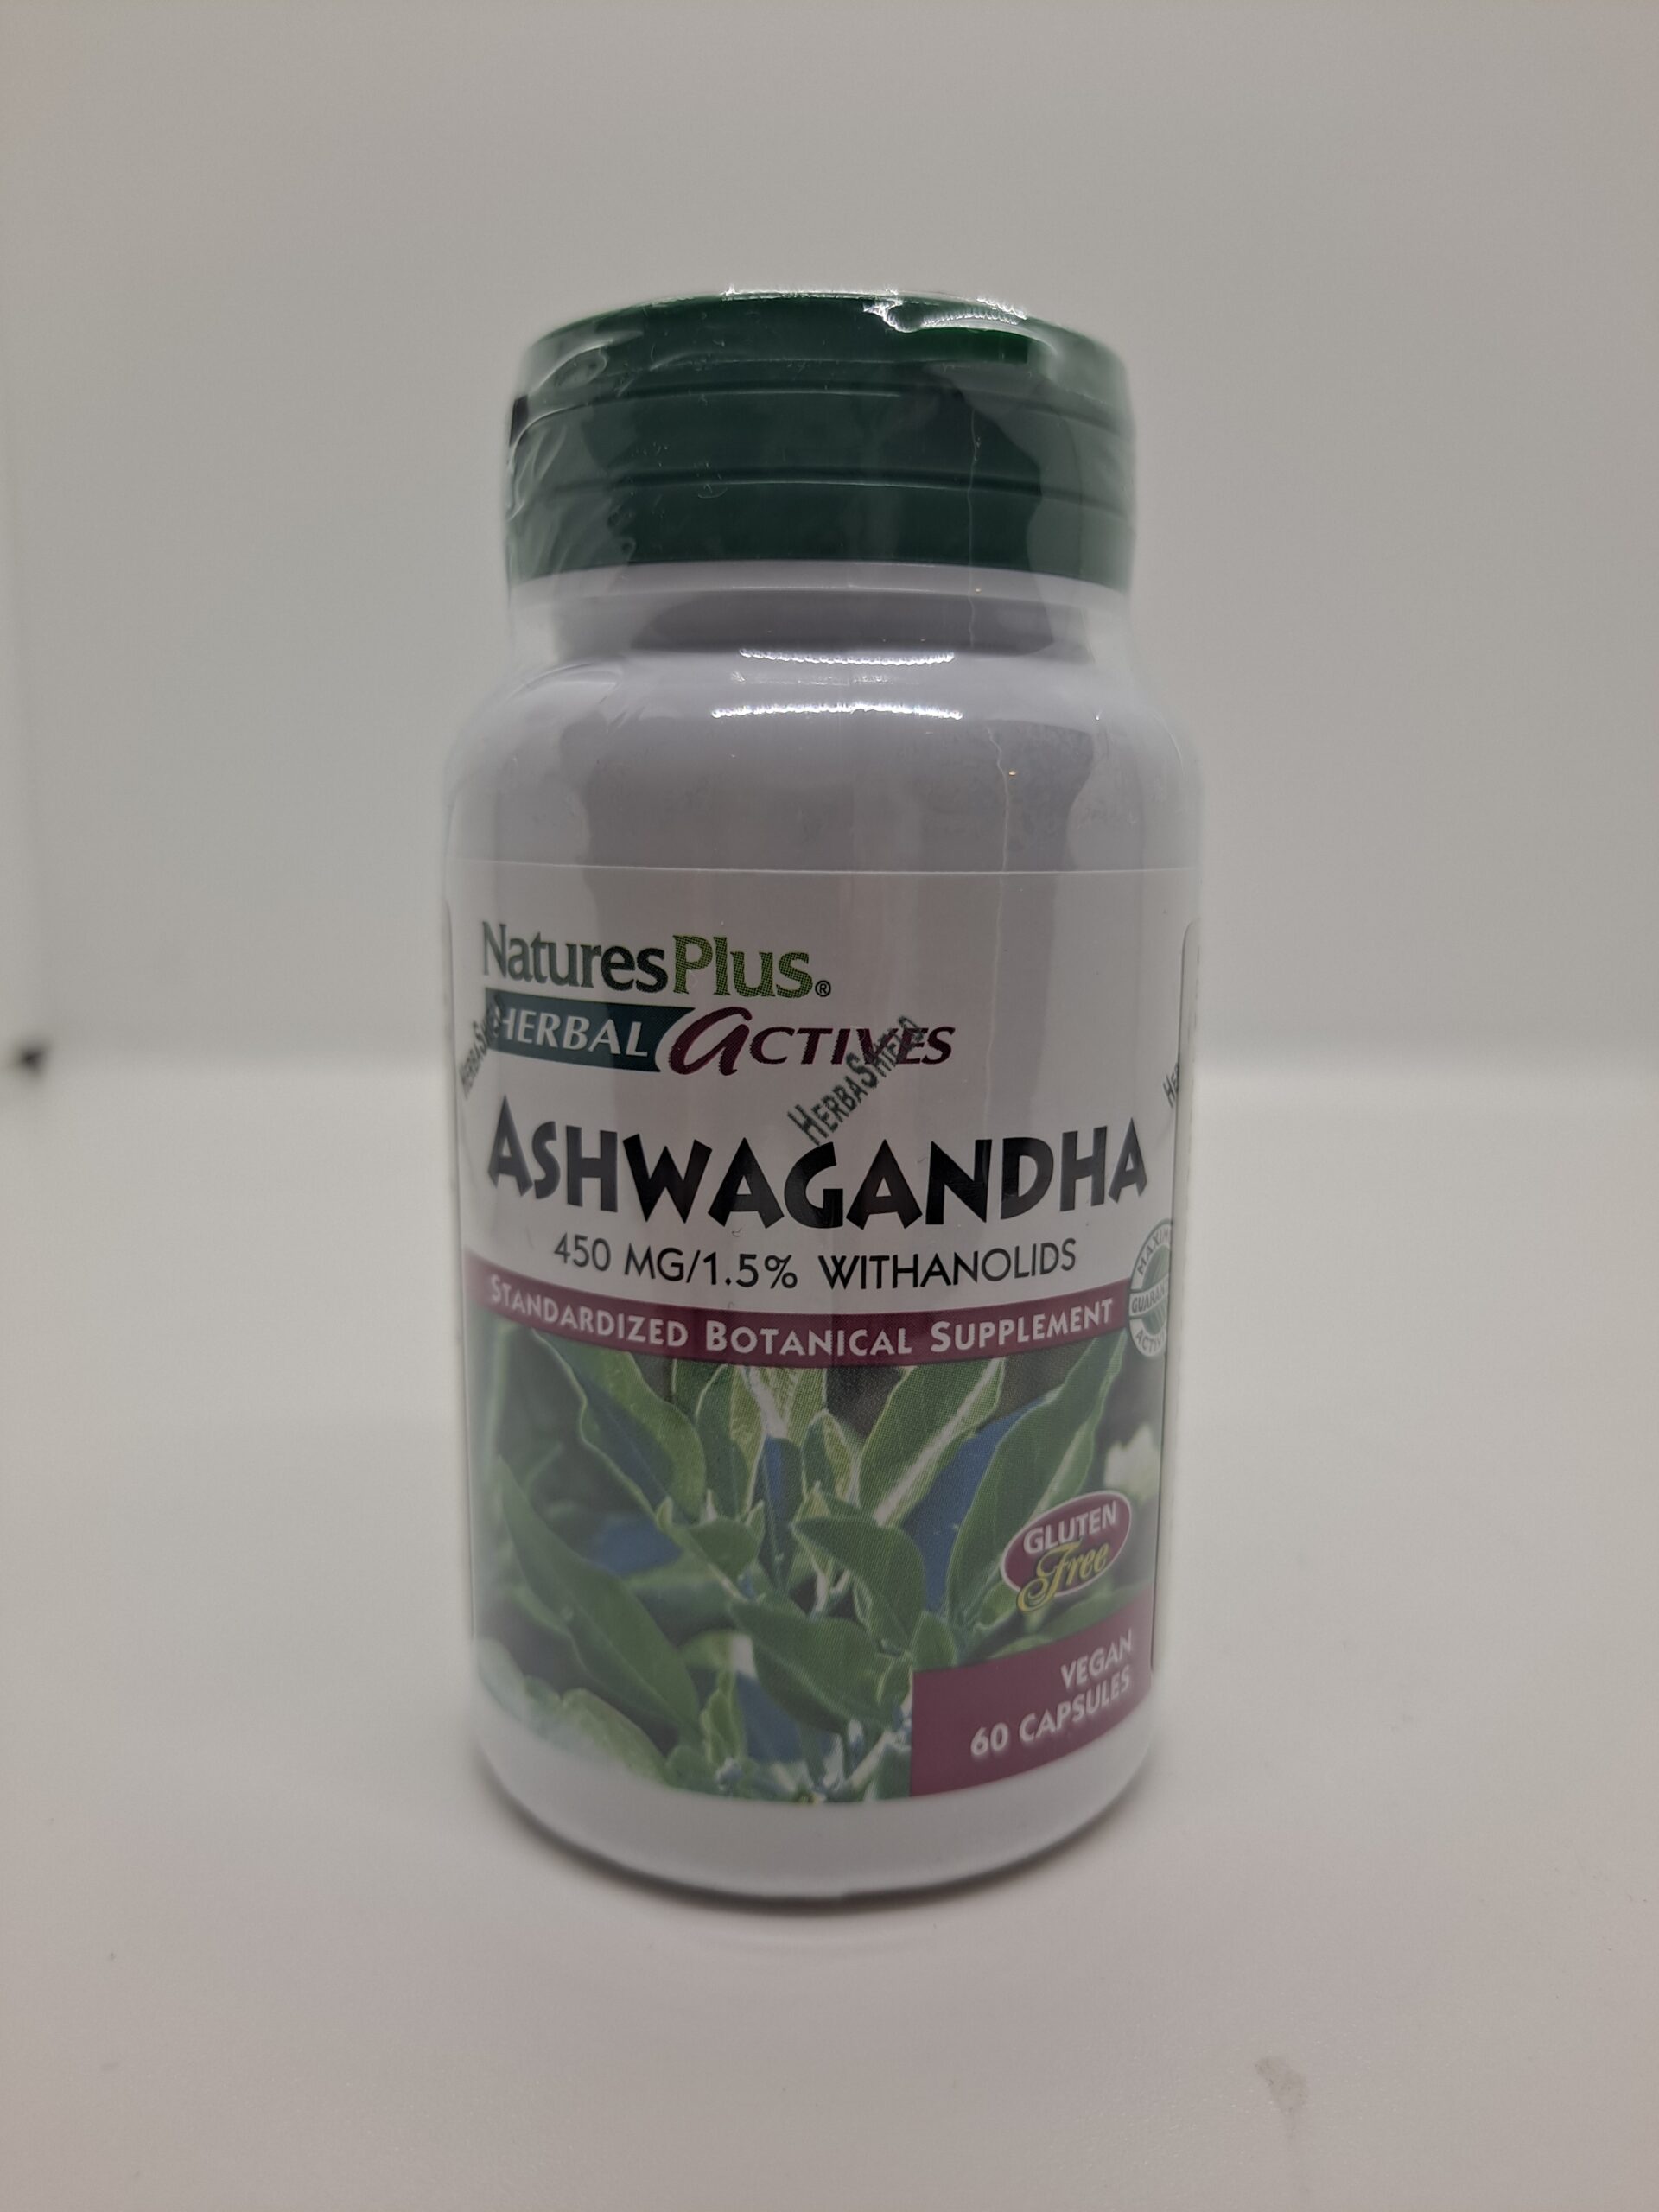 NaturesPlus®
HERBAL ACTIVES
HERBASHIELD
ASHWAGANDHA
450 MG/1.5% WITHANOLIDS
STANDARDIZED BOTANICAL SUPPLEMENT
GLUTEN
Free
VEGAN
60 CAPSULES